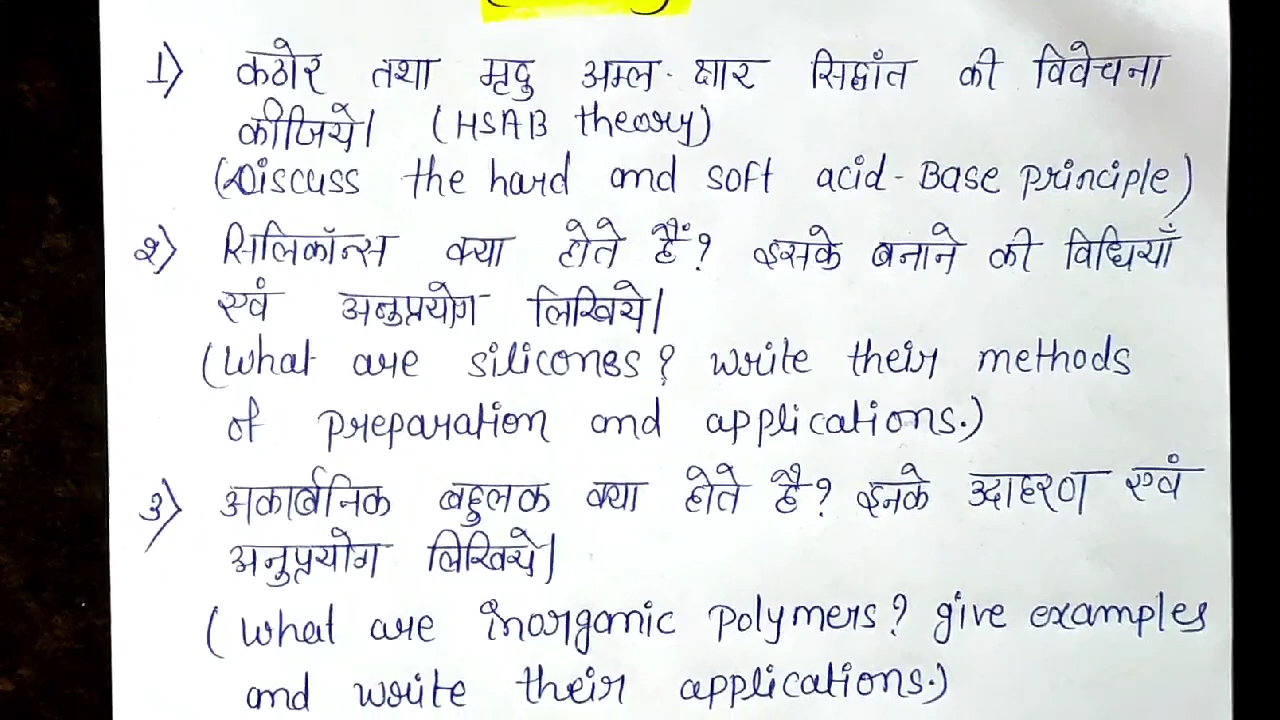 1) कठोर तथा मृदु अम्ल-क्षार सिद्धाँत की विवेचना
कीजिये। (HSAB theory)
(Discuss the hard and soft acid-Base principle)
२) सिलिकॉन्स क्या होते हैं? इसके बनाने की विधियाँ
एवं अनुप्रयोग लिखिये।
(What are silicones? write their methods
of preparation and applications.)
३) अकार्बनिक बहुलक क्या होते है? इनके उदाहरण एवं
अनुप्रयोग लिखिये।
(What are inorganic polymers? give examples
and write their applications.)